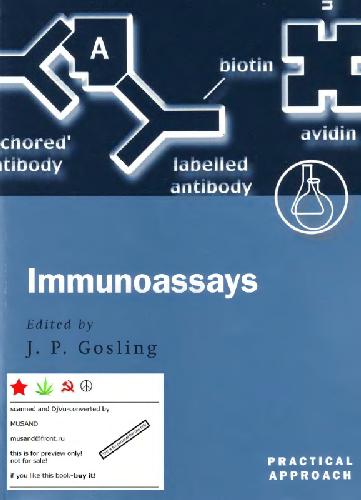 A
biotin
avidin
chored'
tibody
labelled
antibody
Immunoassays
Edited by
J. P. Gosling
scanned and DjVu-converted by
MUSAND
musand@front.ru
this is for preview only!
not for sale!
if you like this book-buy it!
PRACTICAL
APPROACH